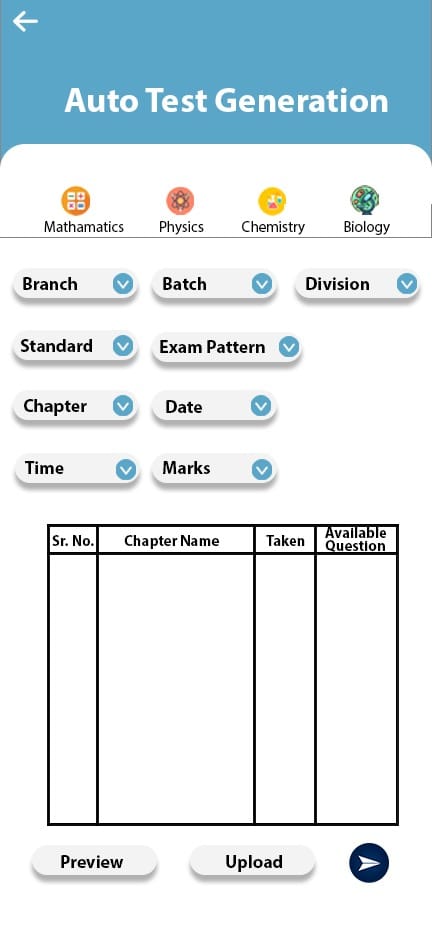 Auto Test Generation
Mathamatics Physics Chemistry Biology
Branch Batch Division
Standard Exam Pattern
Chapter Date
Time Marks
Sr. No. Chapter Name Taken Available Question
Preview Upload